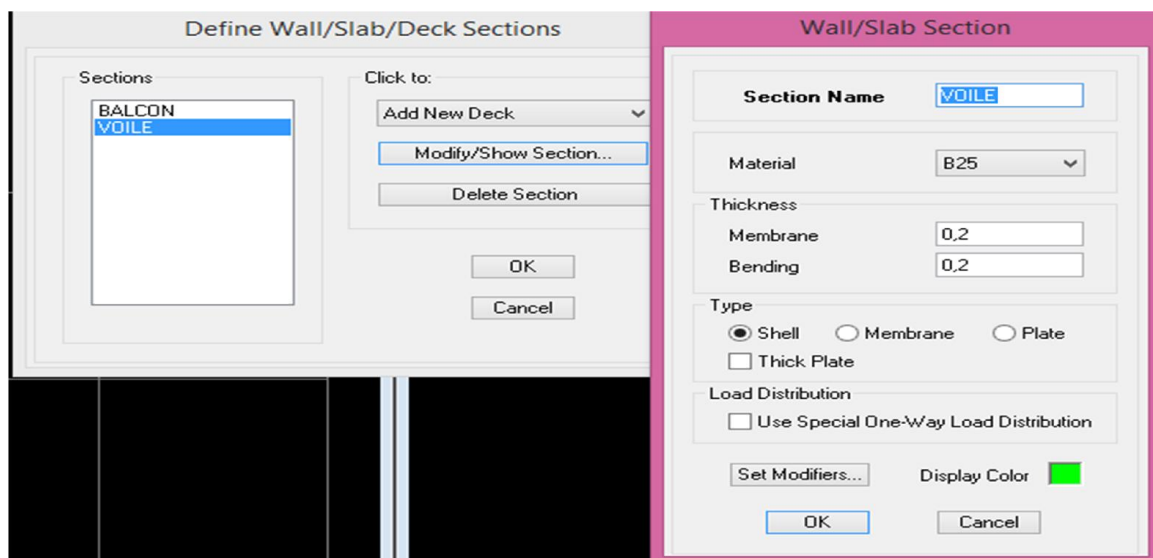 Define Wall/Slab/Deck Sections
Sections
BALCON
VOILE
Click to:
Add New Deck
Modify/Show Section...
Delete Section
OK
Cancel
Wall/Slab Section
Section Name VOILE
Material B25
Thickness
Membrane 0,2
Bending 0,2
Type
Shell Membrane Plate
Thick Plate
Load Distribution
Use Special One-Way Load Distribution
Set Modifiers... Display Color
OK Cancel